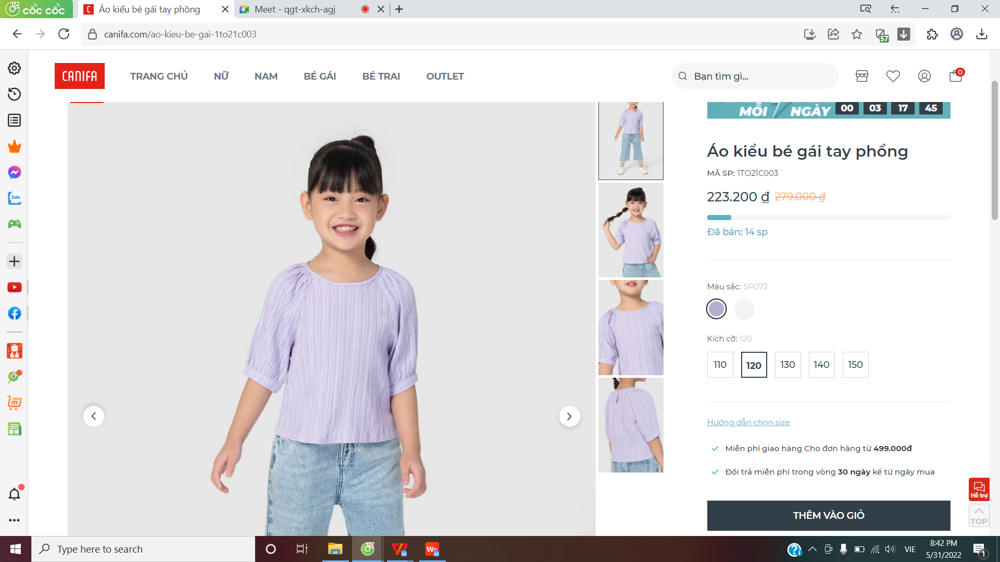 cốc cốc
Áo kiểu bé gái tay phồng
Meet - qgt-xkch-agj
canifa.com/ao-kieu-be-gai-1to21c003
57
CANIFA
TRANG CHỦ
NỮ
NAM
BÉ GÁI
BÉ TRAI
OUTLET
Bạn tìm gì...
0
MỖI NGÀY 00 03 17 45
Áo kiểu bé gái tay phồng
MÃ SP: 1TO21C003
223.200 ₫ 279.000 ₫
Đã bán: 14 sp
Màu sắc: SP072
Kích cỡ: 120
110 120 130 140 150
Hướng dẫn chọn size
Miễn phí giao hàng Cho đơn hàng từ 499.000đ
Đổi trả miễn phí trong vòng 30 ngày kể từ ngày mua
THÊM VÀO GIỎ
Hỗ trợ
TOP
Zalo
6.6
Type here to search
VIE
8:42 PM
5/31/2022
1